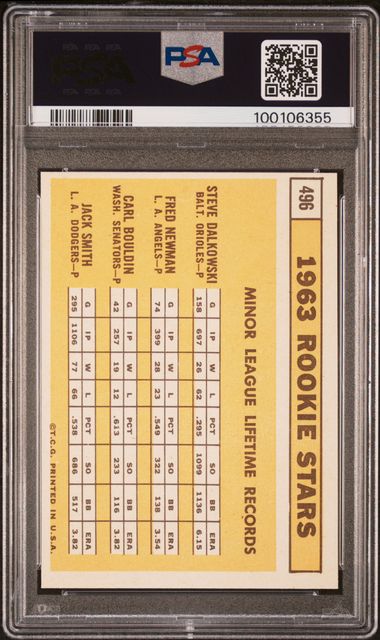 PSA
100106355
496
1963 ROOKIE STARS
MINOR LEAGUE LIFETIME RECORDS
STEVE DALKOWSKI
BALT. ORIOLES—P
G IP W L PCT SO BB ERA
158 697 26 62 .295 1099 1136 6.15
FRED NEWMAN
L. A. ANGELS—P
G IP W L PCT SO BB ERA
74 399 28 23 .549 322 138 3.54
CARL BOULDIN
WASH. SENATORS—P
G IP W L PCT SO BB ERA
42 257 19 12 .613 233 116 3.82
JACK SMITH
L. A. DODGERS—P
G IP W L PCT SO BB ERA
295 1106 77 66 .538 686 517 3.82
©T.C.G. PRINTED IN U.S.A.